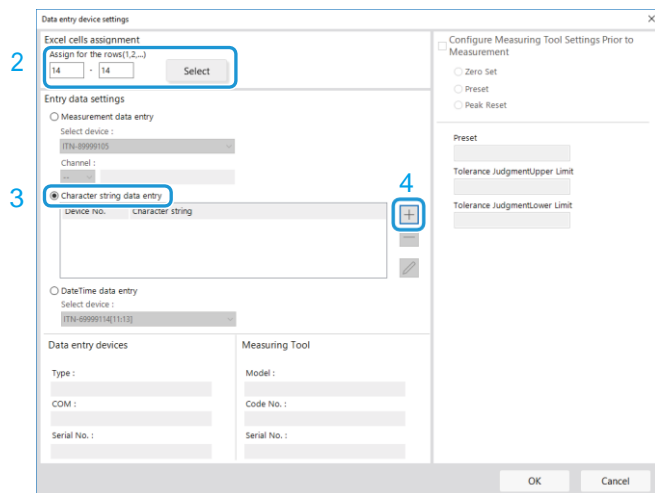 Data entry device settings
Excel cells assignment
2
Assign for the rows(1,2,...)
14 - 14 Select
Entry data settings
Measurement data entry
Select device :
ITN-89999105
Channel :
--
3
Character string data entry
4
Device No. Character string
DateTime data entry
Select device :
ITN-69999114[11:13]
Data entry devices
Type :
COM :
Serial No. :
Measuring Tool
Model :
Code No. :
Serial No. :
Configure Measuring Tool Settings Prior to
Measurement
Zero Set
Preset
Peak Reset
Preset
Tolerance JudgmentUpper Limit
Tolerance JudgmentLower Limit
OK Cancel